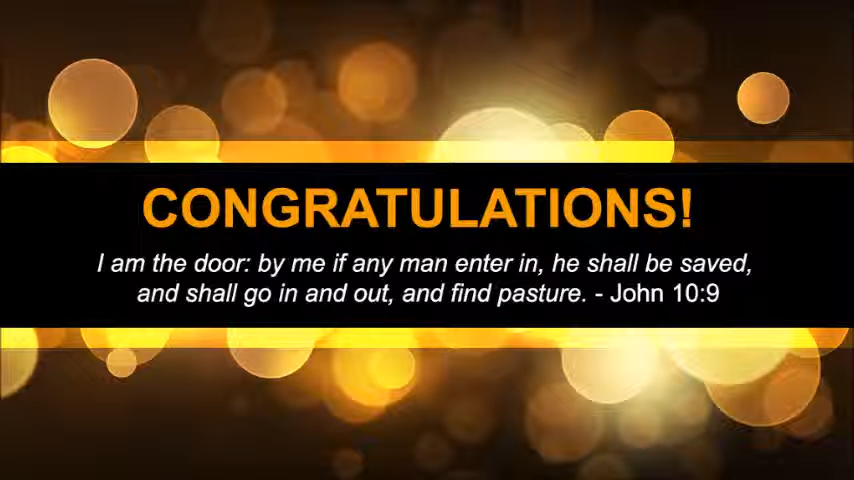 CONGRATULATIONS!
I am the door: by me if any man enter in, he shall be saved,
and shall go in and out, and find pasture. - John 10:9